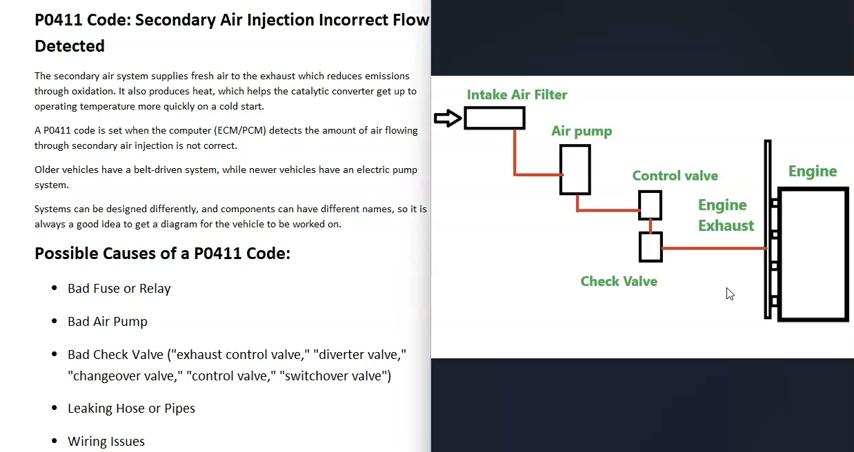 P0411 Code: Secondary Air Injection Incorrect Flow
Detected
The secondary air system supplies fresh air to the exhaust which reduces emissions
through oxidation. It also produces heat, which helps the catalytic converter get up to
operating temperature more quickly on a cold start.
A P0411 code is set when the computer (ECM/PCM) detects the amount of air flowing
through secondary air injection is not correct.
Older vehicles have a belt-driven system, while newer vehicles have an electric pump
system.
Systems can be designed differently, and components can have different names, so it is
always a good idea to get a diagram for the vehicle to be worked on.
Possible Causes of a P0411 Code:
• Bad Fuse or Relay
• Bad Air Pump
• Bad Check Valve ("exhaust control valve," "diverter valve,"
"changeover valve," "control valve," "switchover valve")
• Leaking Hose or Pipes
• Wiring Issues
Intake Air Filter
Air pump
Control valve
Engine
Engine
Exhaust
Check Valve